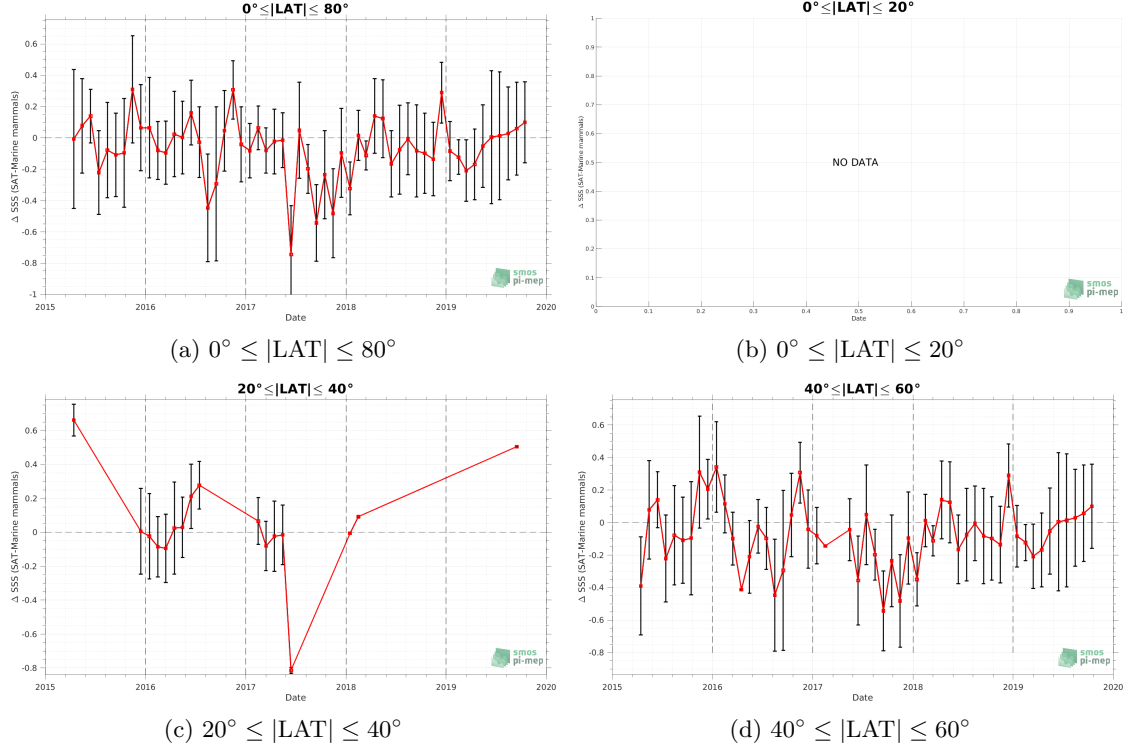 0°≤|LAT|≤ 80°
Δ SSS (SAT-Marine mammals)
0.6
0.4
0.2
0
-0.2
-0.4
-0.6
-0.8
-1
2015 2016 2017 2018 2019 2020
Date
smos
pi-mep
(a) 0° ≤ |LAT| ≤ 80°
0°≤|LAT|≤ 20°
Δ SSS (SAT-Marine mammals)
1
0.9
0.8
0.7
0.6
0.5
0.4
0.3
0.2
0.1
0
NO DATA
0 0.1 0.2 0.3 0.4 0.5 0.6 0.7 0.8 0.9 1
Date
smos
pi-mep
(b) 0° ≤ |LAT| ≤ 20°
20°≤|LAT|≤ 40°
Δ SSS (SAT-Marine mammals)
0.6
0.4
0.2
0
-0.2
-0.4
-0.6
-0.8
2015 2016 2017 2018 2019 2020
Date
smos
pi-mep
(c) 20° ≤ |LAT| ≤ 40°
40°≤|LAT|≤ 60°
Δ SSS (SAT-Marine mammals)
0.6
0.4
0.2
0
-0.2
-0.4
-0.6
-0.8
2015 2016 2017 2018 2019 2020
Date
smos
pi-mep
(d) 40° ≤ |LAT| ≤ 60°